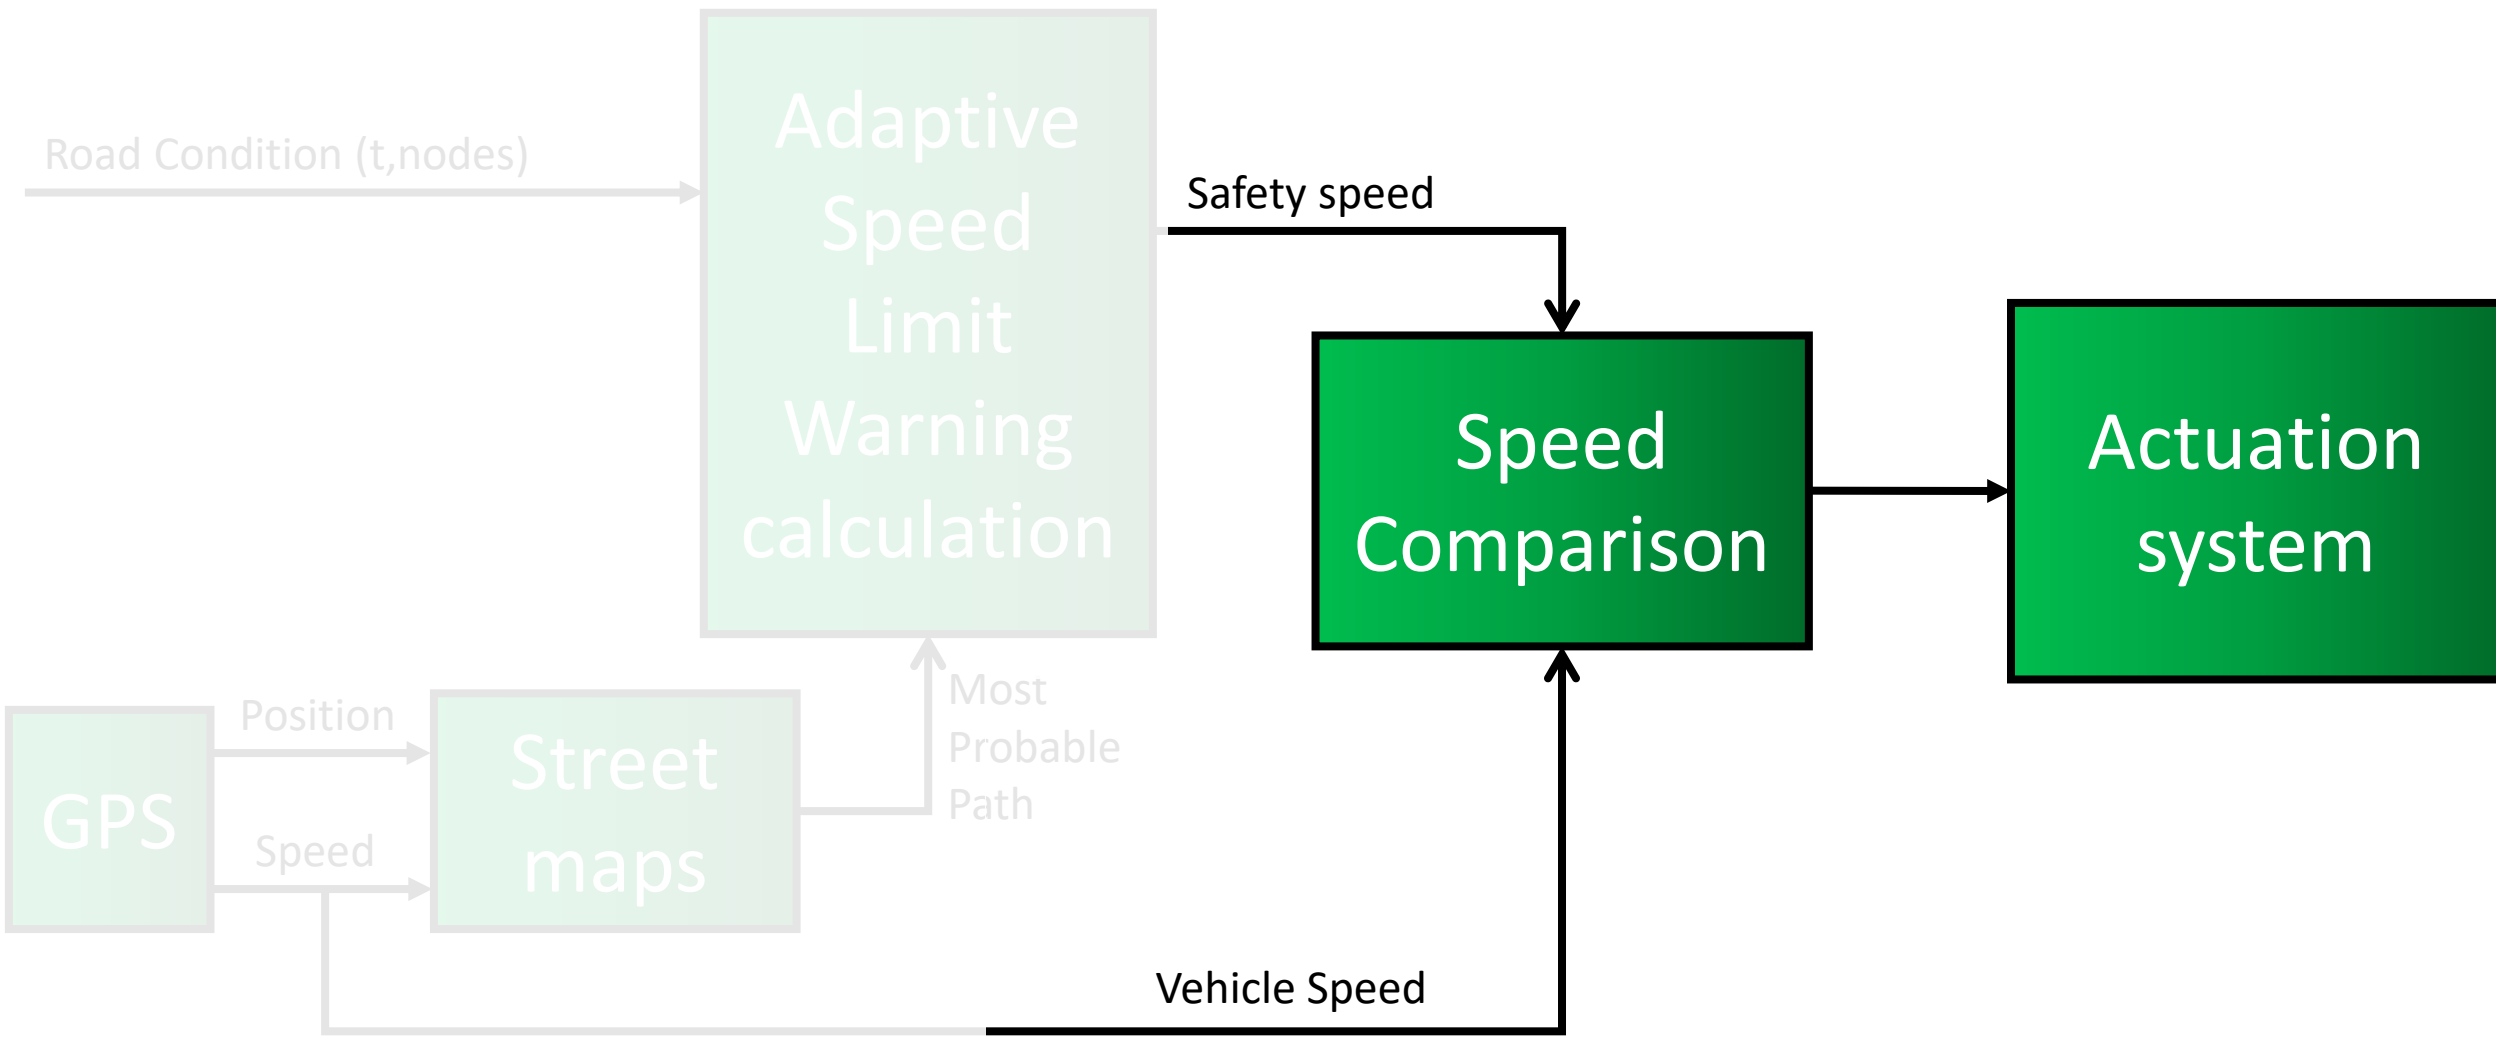 Road Condition (t,nodes)
Adaptive
Speed
Limit
Warning
calculation
Safety speed
Speed
Comparison
Actuation
system
GPS
Position
Speed
Street
maps
Most
Probable
Path
Vehicle Speed